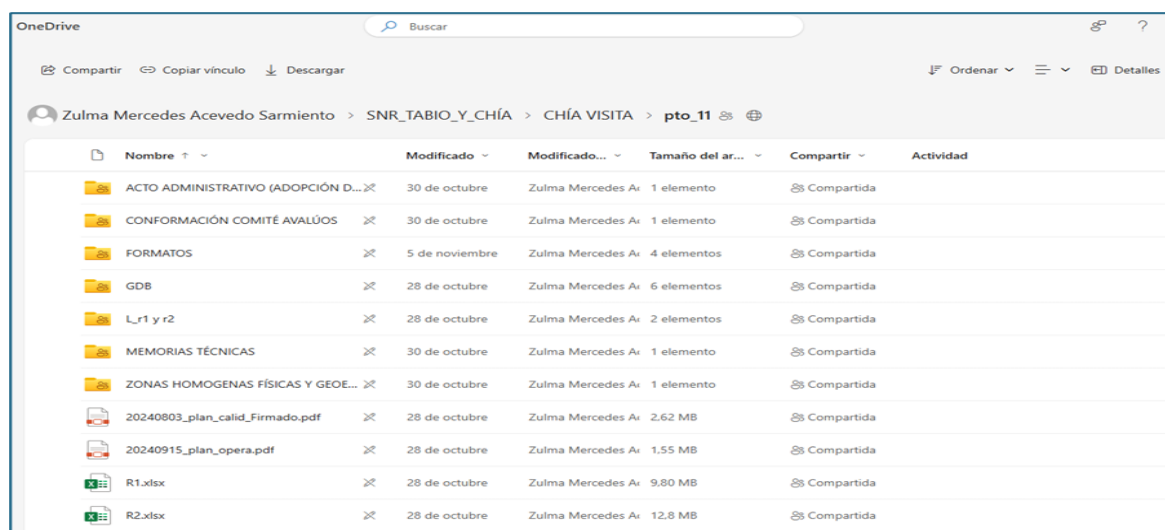 OneDrive Buscar ?
Compartir Copiar vínculo Descargar Ordenar Detalles
Zulma Mercedes Acevedo Sarmiento > SNR_TABIO_Y_CHÍA > CHÍA VISITA > pto_11
Nombre Modificado Modificado... Tamaño del ar... Compartir Actividad
ACTO ADMINISTRATIVO (ADOPCIÓN D... 30 de octubre Zulma Mercedes A 1 elemento Compartida
CONFORMACIÓN COMITÉ AVALÚOS 30 de octubre Zulma Mercedes A 1 elemento Compartida
FORMATOS 5 de noviembre Zulma Mercedes A 4 elementos Compartida
GDB 28 de octubre Zulma Mercedes A 6 elementos Compartida
L_r1 y r2 28 de octubre Zulma Mercedes A 2 elementos Compartida
MEMORIAS TÉCNICAS 30 de octubre Zulma Mercedes A 1 elemento Compartida
ZONAS HOMOGENAS FÍSICAS Y GEOE... 30 de octubre Zulma Mercedes A 1 elemento Compartida
20240803_plan_calid_Firmado.pdf 28 de octubre Zulma Mercedes A 2,62 MB Compartida
20240915_plan_opera.pdf 28 de octubre Zulma Mercedes A 1,55 MB Compartida
R1.xlsx 28 de octubre Zulma Mercedes A 9,80 MB Compartida
R2.xlsx 28 de octubre Zulma Mercedes A 12,8 MB Compartida